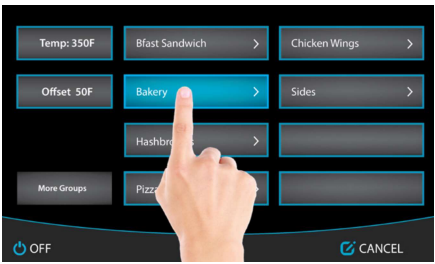 Temp: 350F
Bfast Sandwich
Chicken Wings
Offset 50F
Bakery
Sides
More Groups
OFF
CANCEL